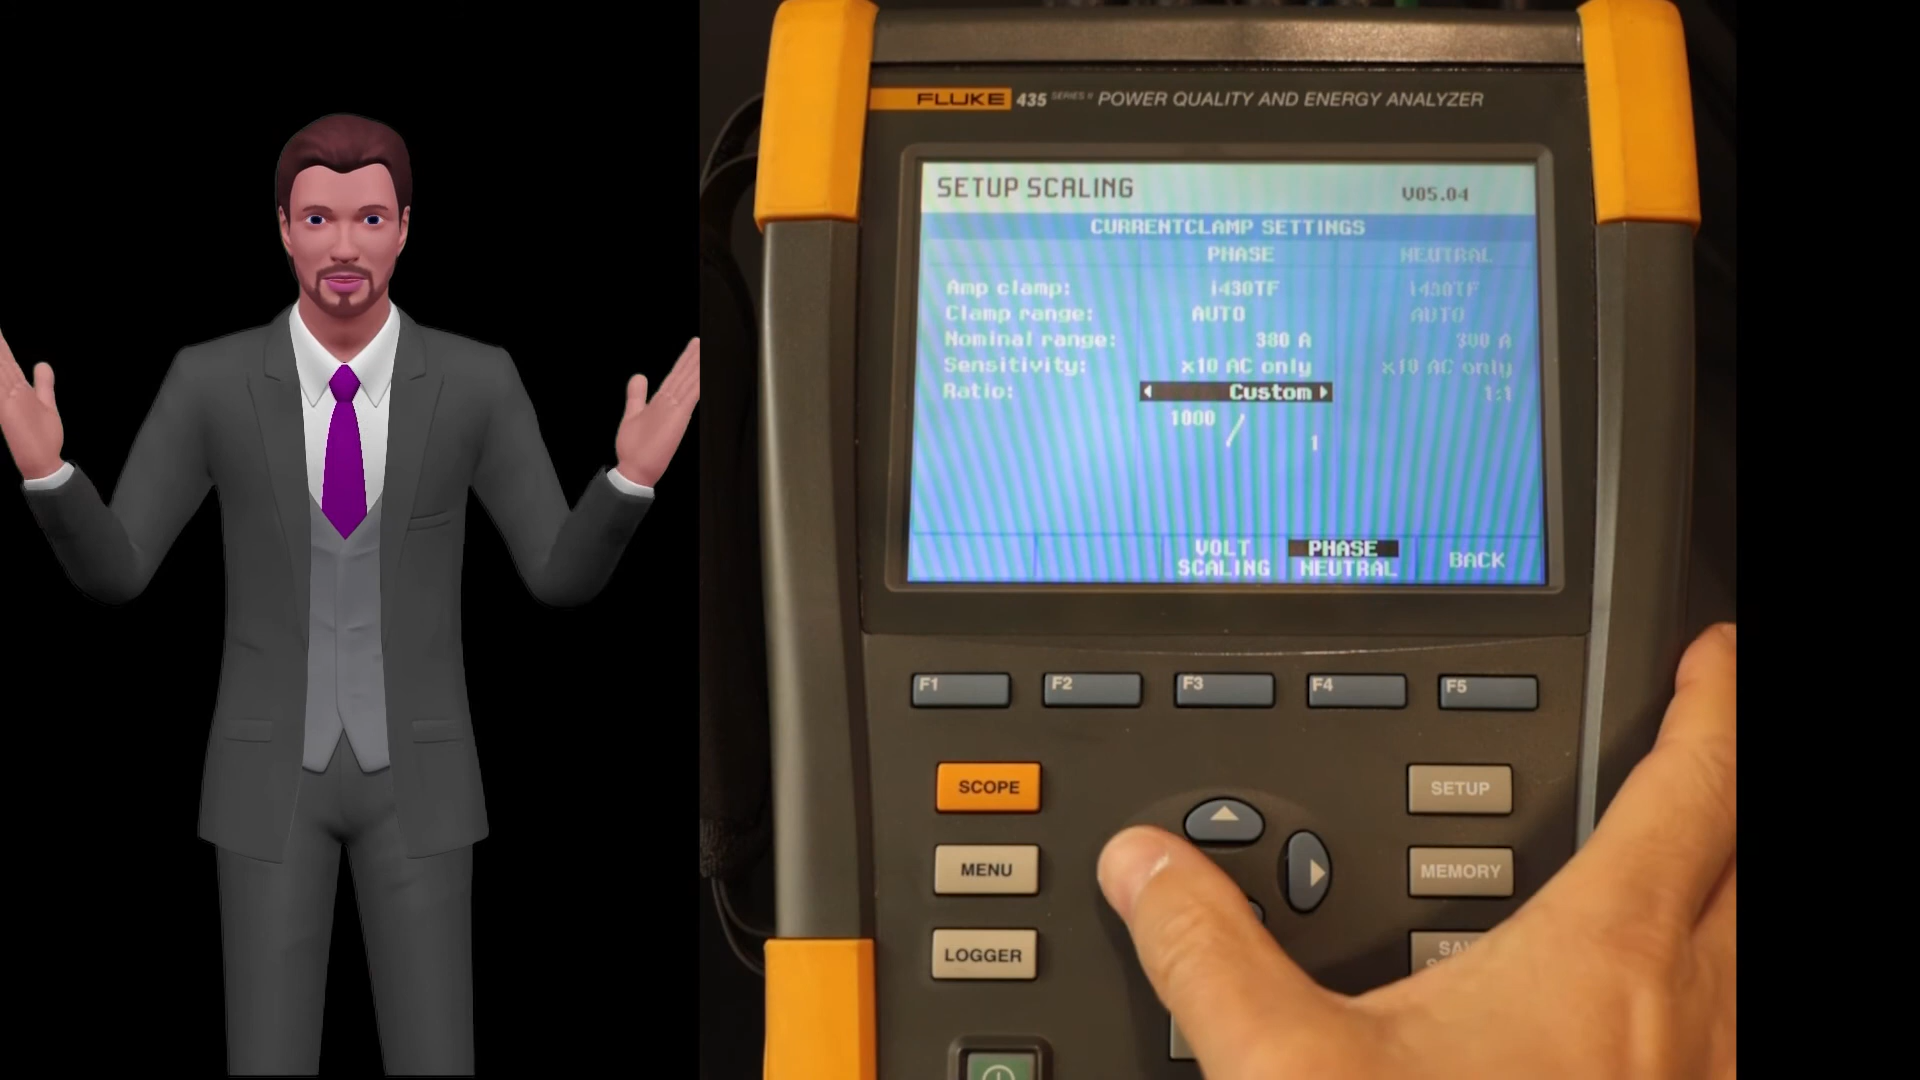 FLUKE 435 SERIES II POWER QUALITY AND ENERGY ANALYZER
SETUP SCALING V05.04
CURRENTCLAMP SETTINGS
PHASE NEUTRAL
Amp clamp: i430TF i430TF
Clamp range: AUTO AUTO
Nominal range: 380 A 300 A
Sensitivity: x10 AC only x10 AC only
Ratio: Custom 1:1
1000 / 1
VOLT SCALING PHASE NEUTRAL BACK
F1 F2 F3 F4 F5
SCOPE SETUP
MENU MEMORY
LOGGER